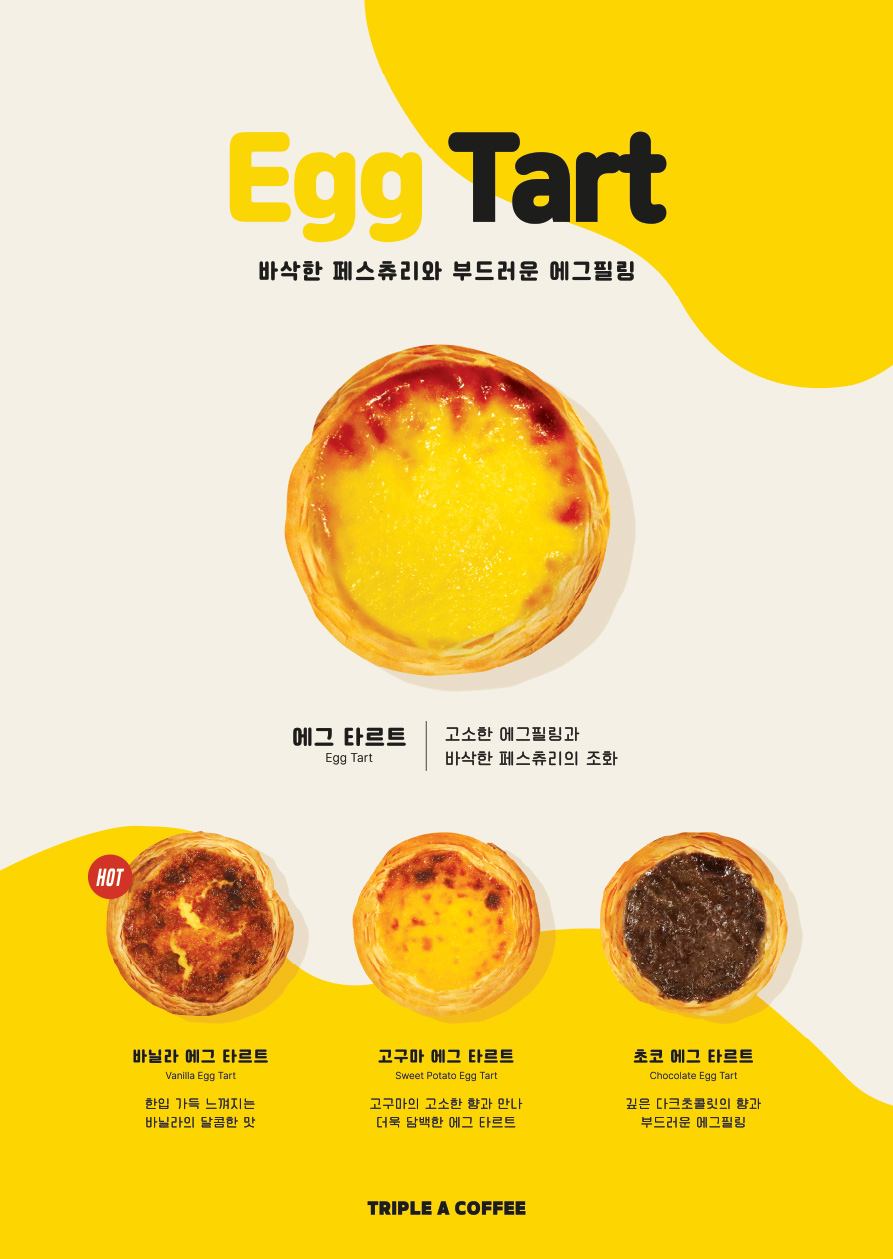 Egg Tart
바삭한 페스츄리와 부드러운 에그필링
에그 타르트
Egg Tart
고소한 에그필링과
바삭한 페스츄리의 조화
HOT
바닐라 에그 타르트
Vanilla Egg Tart
한입 가득 느껴지는
바닐라의 달콤한 맛
고구마 에그 타르트
Sweet Potato Egg Tart
고구마의 고소한 향과 만나
더욱 담백한 에그 타르트
초코 에그 타르트
Chocolate Egg Tart
깊은 다크초콜릿의 향과
부드러운 에그필링
TRIPLE A COFFEE